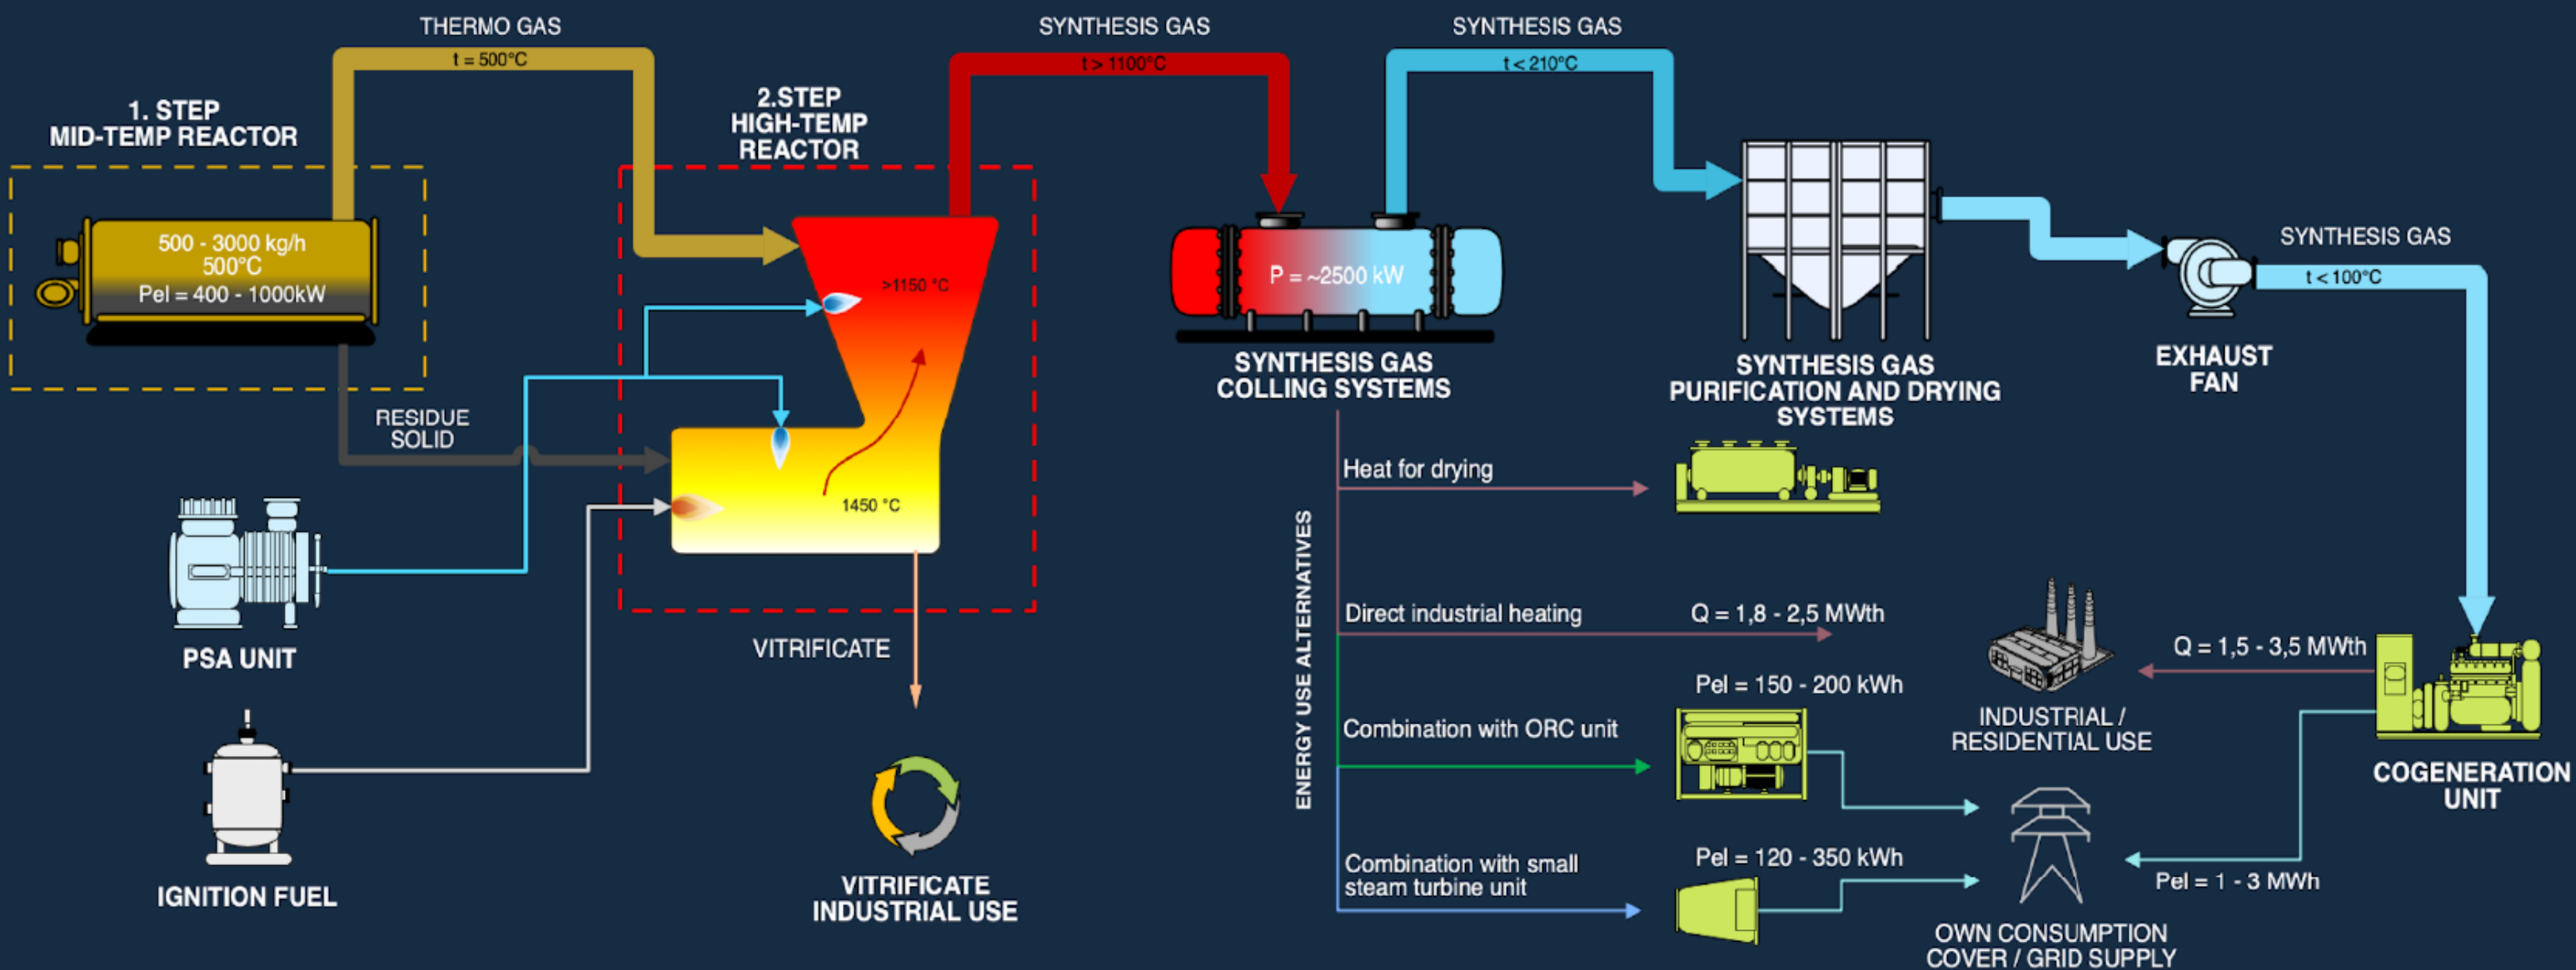 THERMO GAS
t = 500°C
SYNTHESIS GAS
t > 1100°C
SYNTHESIS GAS
t < 210°C
1. STEP
MID-TEMP REACTOR
500 - 3000 kg/h
500°C
Pel = 400 - 1000kW
2.STEP
HIGH-TEMP
REACTOR
>1150 °C
1450 °C
RESIDUE
SOLID
PSA UNIT
IGNITION FUEL
VITRIFICATE
VITRIFICATE
INDUSTRIAL USE
P = ~2500 kW
SYNTHESIS GAS
COLLING SYSTEMS
SYNTHESIS GAS
PURIFICATION AND DRYING
SYSTEMS
EXHAUST
FAN
SYNTHESIS GAS
t < 100°C
ENERGY USE ALTERNATIVES
Heat for drying
Direct industrial heating
Q = 1,8 - 2,5 MWth
Combination with ORC unit
Pel = 150 - 200 kWh
Combination with small
steam turbine unit
Pel = 120 - 350 kWh
INDUSTRIAL /
RESIDENTIAL USE
Q = 1,5 - 3,5 MWth
COGENERATION
UNIT
Pel = 1 - 3 MWh
OWN CONSUMPTION
COVER / GRID SUPPLY